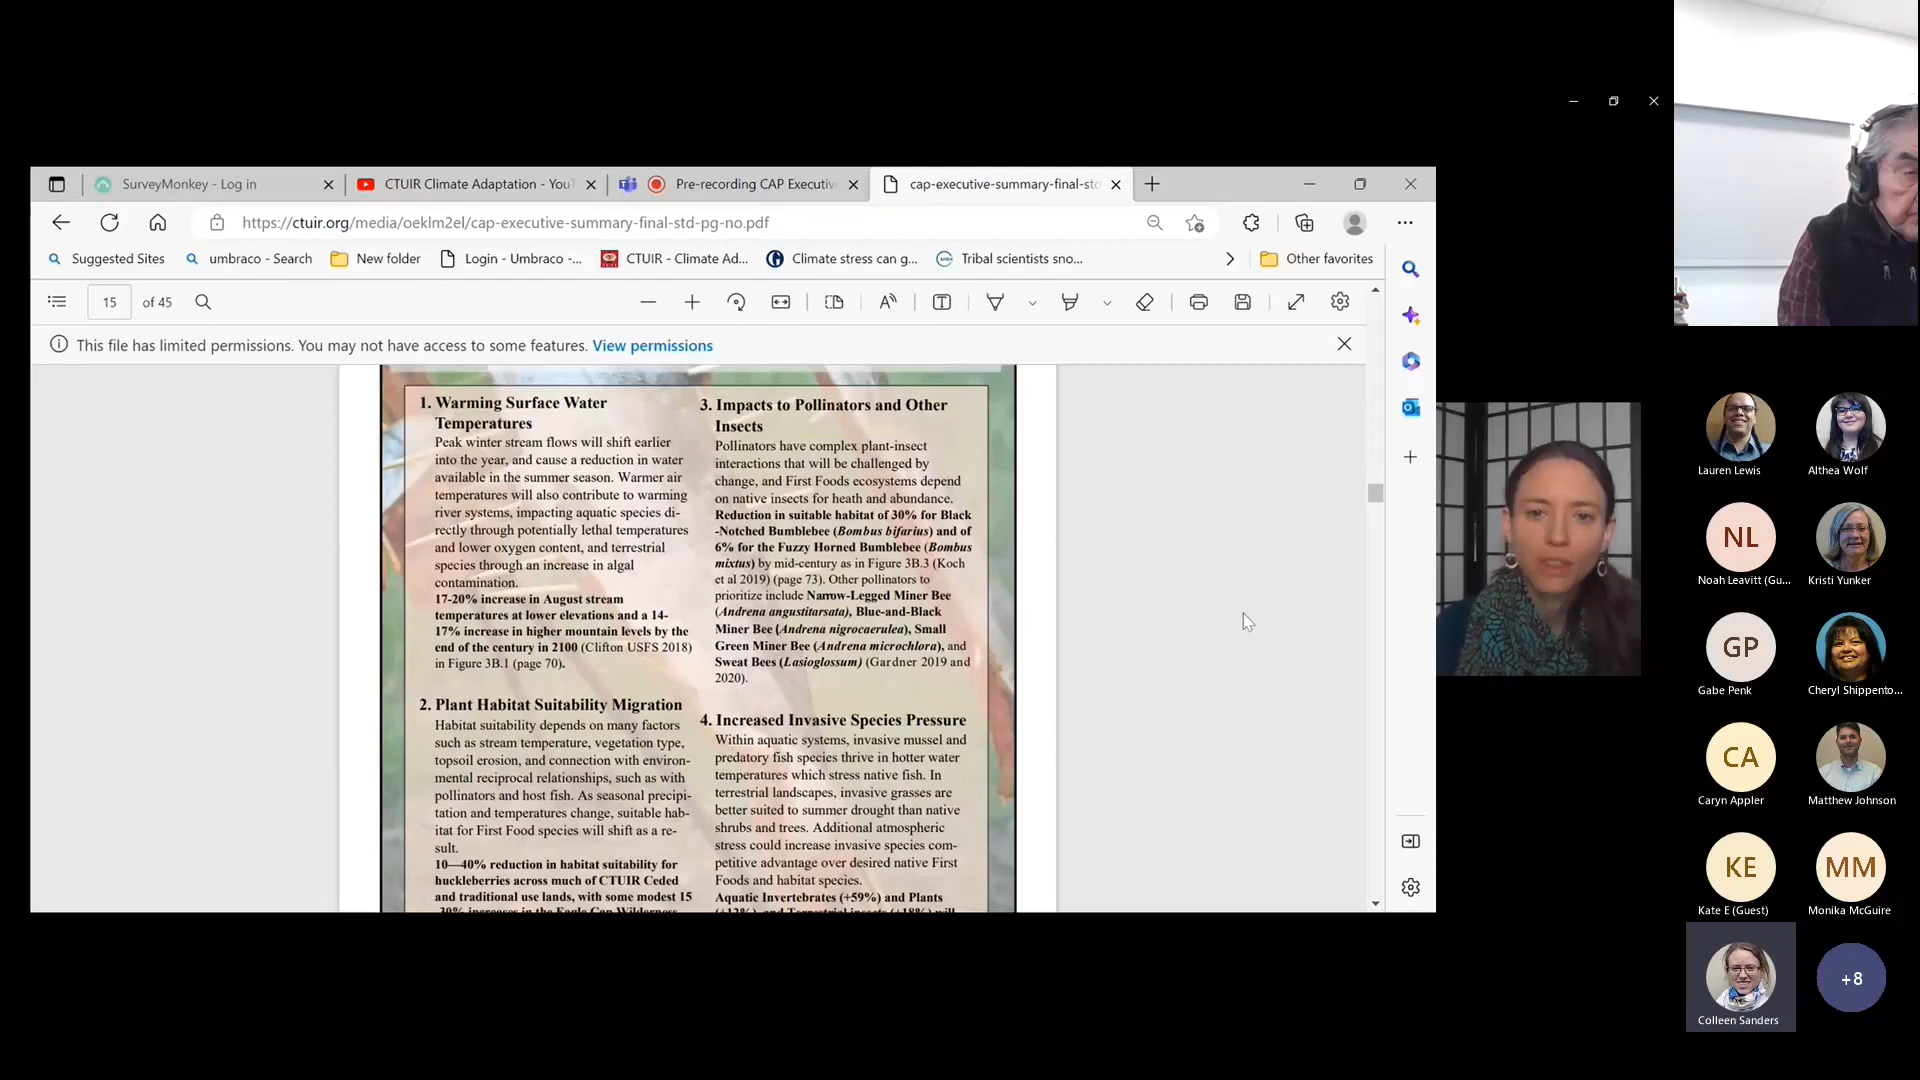 SurveyMonkey - Log in
CTUIR Climate Adaptation - YouT
Pre-recording CAP Executiv
cap-executive-summary-final-std
https://ctuir.org/media/oeklm2el/cap-executive-summary-final-std-pg-no.pdf
Suggested Sites
umbraco - Search
New folder
Login - Umbraco -...
CTUIR - Climate Ad...
Climate stress can g...
Tribal scientists sno...
Other favorites
15 of 45
This file has limited permissions. You may not have access to some features. View permissions
1. Warming Surface Water
Temperatures
Peak winter stream flows will shift earlier
into the year, and cause a reduction in water
available in the summer season. Warmer air
temperatures will also contribute to warming
river systems, impacting aquatic species di-
rectly through potentially lethal temperatures
and lower oxygen content, and terrestrial
species through an increase in algal
contamination.
17-20% increase in August stream
temperatures at lower elevations and a 14-
17% increase in higher mountain levels by the
end of the century in 2100 (Clifton USFS 2018)
in Figure 3B.1 (page 70).
2. Plant Habitat Suitability Migration
Habitat suitability depends on many factors
such as stream temperature, vegetation type,
topsoil erosion, and connection with environ-
mental reciprocal relationships, such as with
pollinators and host fish. As seasonal precipi-
tation and temperatures change, suitable hab-
itat for First Food species will shift as a re-
sult.
10—40% reduction in habitat suitability for
huckleberries across much of CTUIR Ceded
and traditional use lands, with some modest 15
-30% increases in the Eagle Cap Wilderness
3. Impacts to Pollinators and Other
Insects
Pollinators have complex plant-insect
interactions that will be challenged by
change, and First Foods ecosystems depend
on native insects for heath and abundance.
Reduction in suitable habitat of 30% for Black
-Notched Bumblebee (Bombus bifarius) and of
6% for the Fuzzy Horned Bumblebee (Bombus
mixtus) by mid-century as in Figure 3B.3 (Koch
et al 2019) (page 73). Other pollinators to
prioritize include Narrow-Legged Miner Bee
(Andrena angustitarsata), Blue-and-Black
Miner Bee (Andrena nigrocaerulea), Small
Green Miner Bee (Andrena microchlora), and
Sweat Bees (Lasioglossum) (Gardner 2019 and
2020).
4. Increased Invasive Species Pressure
Within aquatic systems, invasive mussel and
predatory fish species thrive in hotter water
temperatures which stress native fish. In
terrestrial landscapes, invasive grasses are
better suited to summer drought than native
shrubs and trees. Additional atmospheric
stress could increase invasive species com-
petitive advantage over desired native First
Foods and habitat species.
Aquatic Invertebrates (+59%) and Plants
(+12%), and Terrestrial insects (+18%) will
Lauren Lewis
Althea Wolf
NL
Noah Leavitt (Gu...
Kristi Yunker
GP
Gabe Penk
Cheryl Shippento...
CA
Caryn Appler
Matthew Johnson
KE
Kate E (Guest)
MM
Monika McGuire
Colleen Sanders
+8